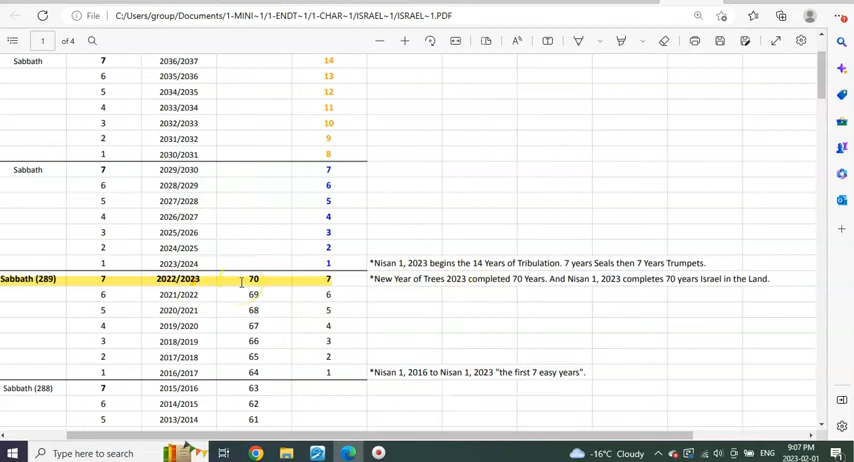 File C:/Users/group/Documents/1-MINI~1/1-ENDT~1/1-CHAR~1/ISRAEL~1/ISRAEL~1.PDF
1 of 4
Sabbath 7 2036/2037 14
6 2035/2036 13
5 2034/2035 12
4 2033/2034 11
3 2032/2033 10
2 2031/2032 9
1 2030/2031 8
Sabbath 7 2029/2030 7
6 2028/2029 6
5 2027/2028 5
4 2026/2027 4
3 2025/2026 3
2 2024/2025 2
1 2023/2024 1 *Nisan 1, 2023 begins the 14 Years of Tribulation. 7 years Seals then 7 Years Trumpets.
Sabbath (289) 7 2022/2023 70 7 *New Year of Trees 2023 completed 70 Years. And Nisan 1, 2023 completes 70 years Israel in the Land.
6 2021/2022 69 6
5 2020/2021 68 5
4 2019/2020 67 4
3 2018/2019 66 3
2 2017/2018 65 2
1 2016/2017 64 1 *Nisan 1, 2016 to Nisan 1, 2023 "the first 7 easy years".
Sabbath (288) 7 2015/2016 63
6 2014/2015 62
5 2013/2014 61
Type here to search
-16°C Cloudy ENG 9:07 PM
2023-02-01